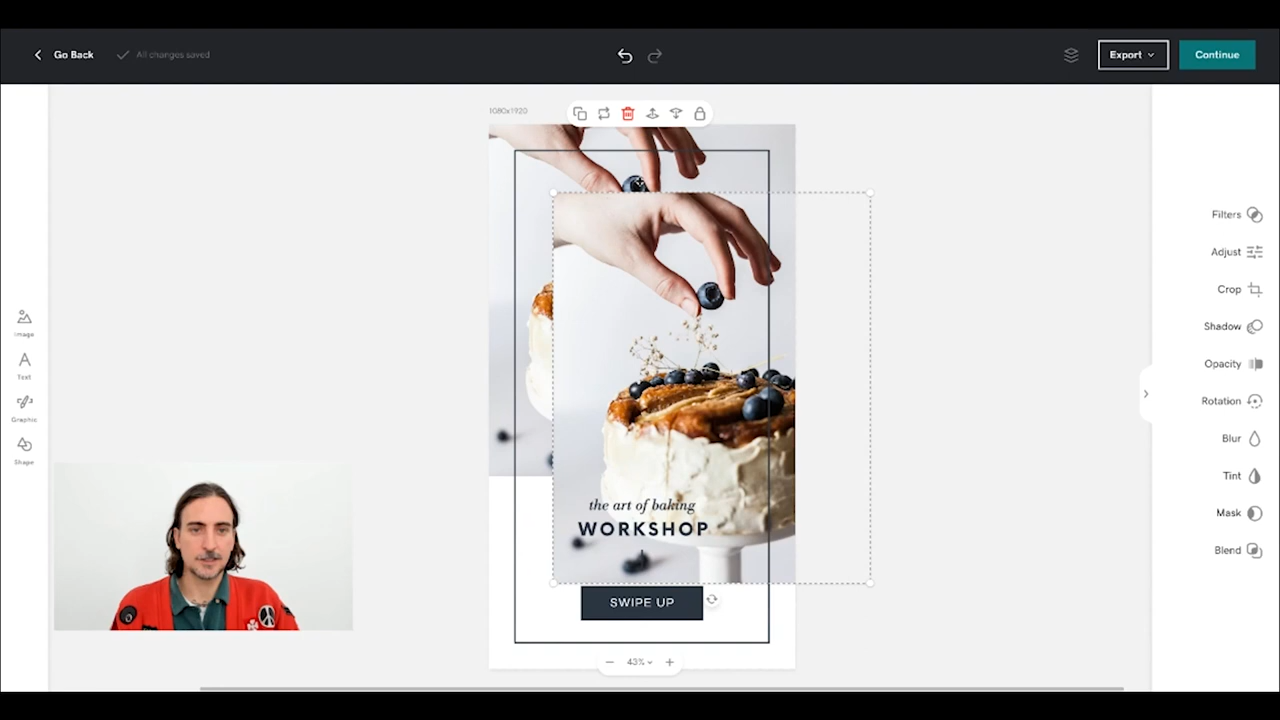 Go Back
All changes saved
Export
Continue
1080x1920
Filters
Adjust
Crop
Shadow
Opacity
Rotation
Blur
Tint
Mask
Blend
Image
Text
Graphic
Shape
the art of baking
WORKSHOP
SWIPE UP
43%